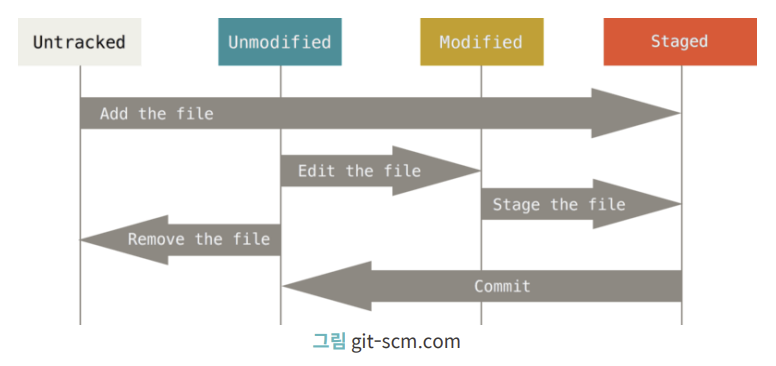 Untracked Unmodified Modified Staged
Add the file
Edit the file
Stage the file
Remove the file
Commit
그림 git-scm.com